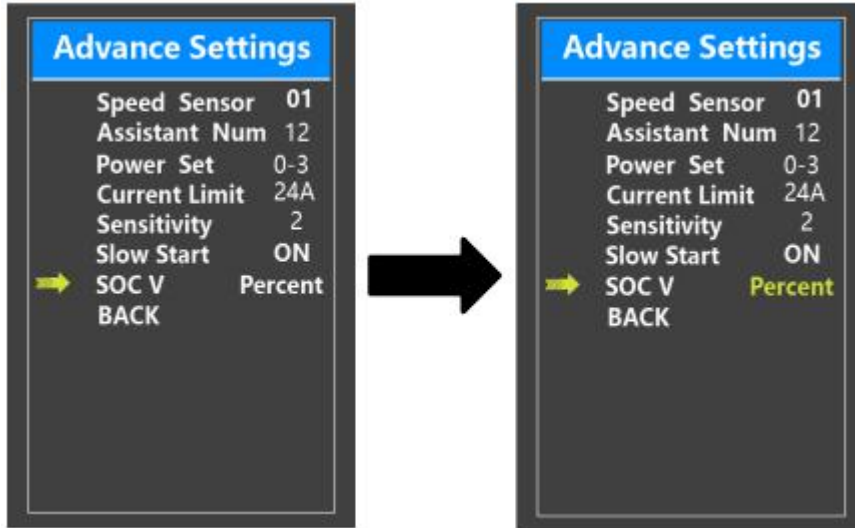 Advance Settings
Speed Sensor 01
Assistant Num 12
Power Set 0-3
Current Limit 24A
Sensitivity 2
Slow Start ON
SOC V Percent
BACK
Advance Settings
Speed Sensor 01
Assistant Num 12
Power Set 0-3
Current Limit 24A
Sensitivity 2
Slow Start ON
SOC V Percent
BACK